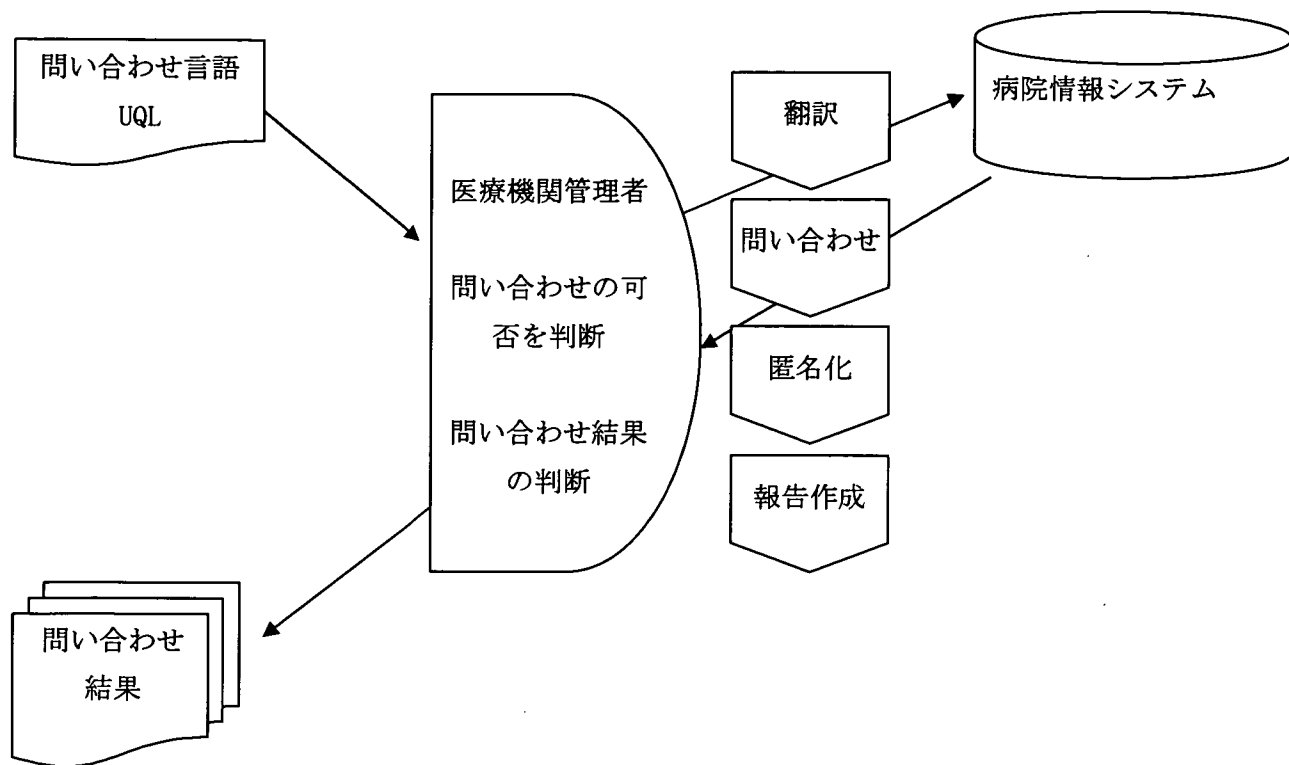 問い合わせ言語
UQL
医療機関管理者
問い合わせの可
否を判断
問い合わせ結果
の判断
翻訳
問い合わせ
匿名化
報告作成
病院情報システム
問い合わせ
結果